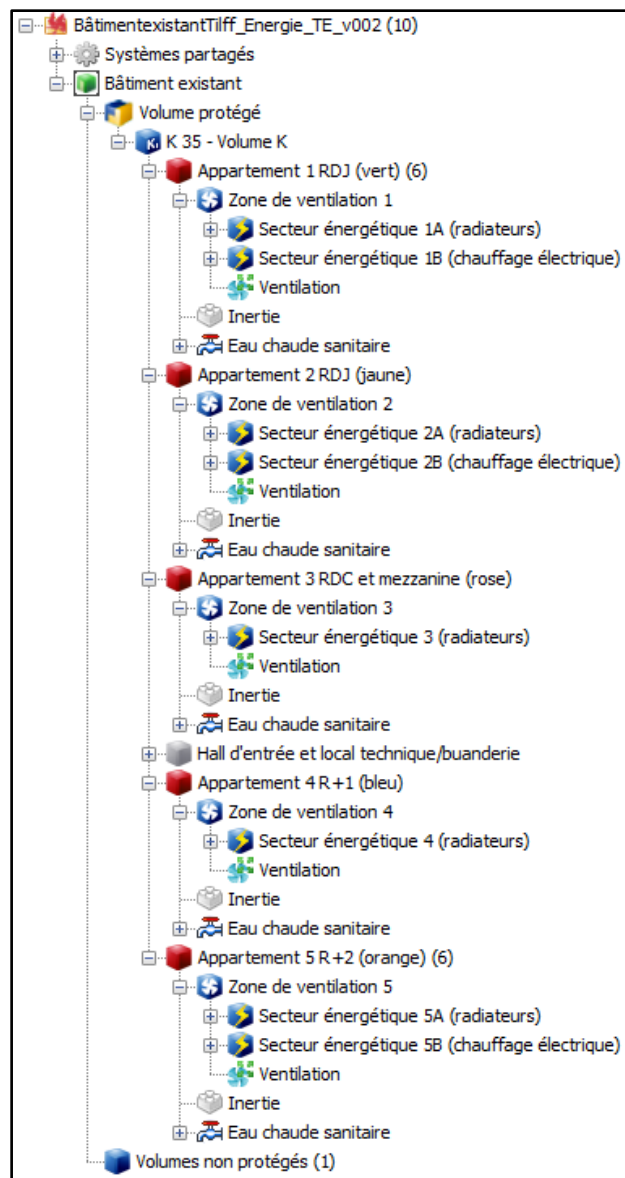 BâtimentexistantTilff_Energie_TE_v002 (10)
Systèmes partagés
Bâtiment existant
Volume protégé
K 35 - Volume K
Appartement 1 RDJ (vert) (6)
Zone de ventilation 1
Secteur énergétique 1A (radiateurs)
Secteur énergétique 1B (chauffage électrique)
Ventilation
Inertie
Eau chaude sanitaire
Appartement 2 RDJ (jaune)
Zone de ventilation 2
Secteur énergétique 2A (radiateurs)
Secteur énergétique 2B (chauffage électrique)
Ventilation
Inertie
Eau chaude sanitaire
Appartement 3 RDC et mezzanine (rose)
Zone de ventilation 3
Secteur énergétique 3 (radiateurs)
Ventilation
Inertie
Eau chaude sanitaire
Hall d'entrée et local technique/buanderie
Appartement 4 R+1 (bleu)
Zone de ventilation 4
Secteur énergétique 4 (radiateurs)
Ventilation
Inertie
Eau chaude sanitaire
Appartement 5 R+2 (orange) (6)
Zone de ventilation 5
Secteur énergétique 5A (radiateurs)
Secteur énergétique 5B (chauffage électrique)
Ventilation
Inertie
Eau chaude sanitaire
Volumes non protégés (1)